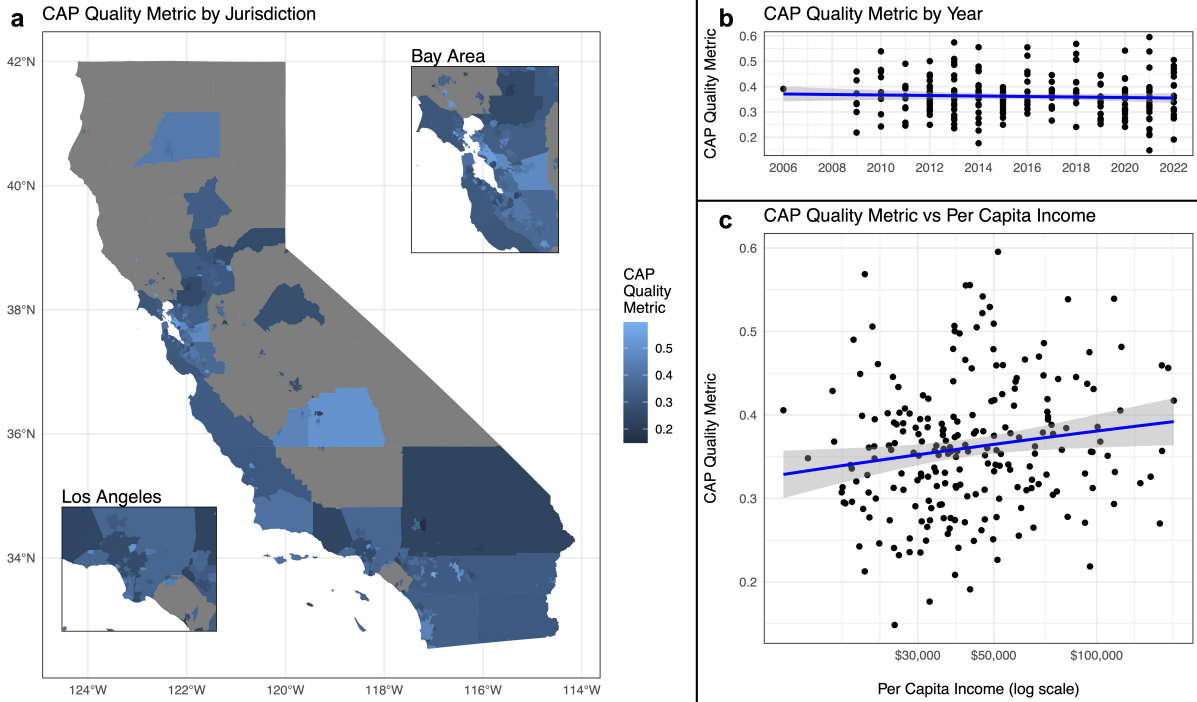 a CAP Quality Metric by Jurisdiction
Bay Area
42°N
40°N
38°N
36°N
34°N
Los Angeles
124°W 122°W 120°W 118°W 116°W 114°W
CAP
Quality
Metric
0.5
0.4
0.3
0.2
b CAP Quality Metric by Year
CAP Quality Metric
0.6
0.5
0.4
0.3
0.2
2006 2008 2010 2012 2014 2016 2018 2020 2022
c CAP Quality Metric vs Per Capita Income
CAP Quality Metric
0.6
0.5
0.4
0.3
0.2
$30,000 $50,000 $100,000
Per Capita Income (log scale)